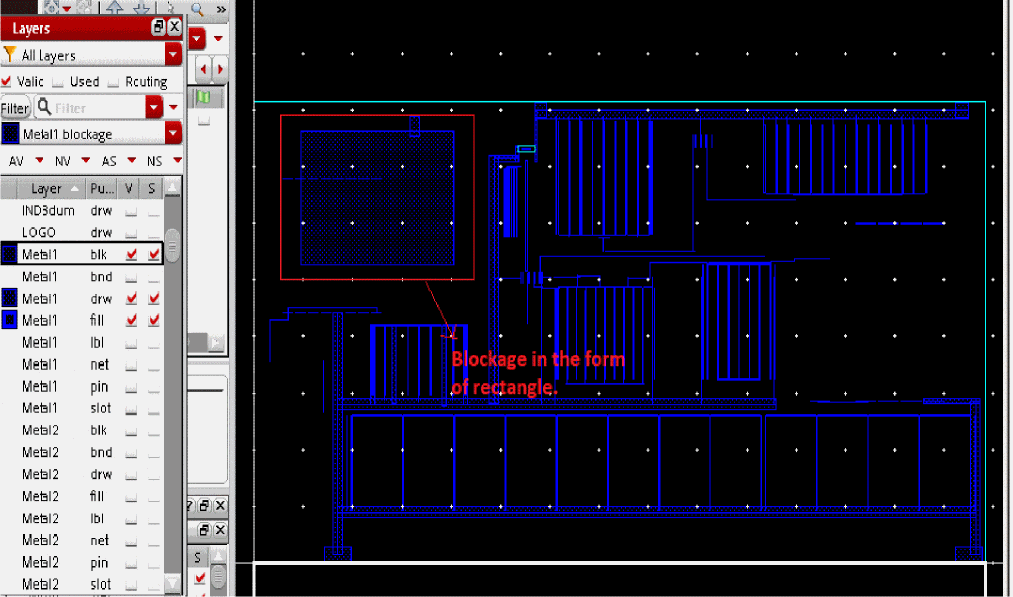 »
Layers
All Layers
Valic Used Rcuting
Filter Filter
Metal1 blockage
AV NV AS NS
Layer Pu... V S
IND3dum drw
LOGO drw
Metal1 blk
Metal1 bnd
Metal1 drw
Metal1 fill
Metal1 lbl
Metal1 net
Metal1 pin
Metal1 slot
Metal2 blk
Metal2 bnd
Metal2 drw
Metal2 fill
Metal2 lbl
Metal2 net
Metal2 pin
Metal2 slot
?
S
Blockage in the form
of rectangle.